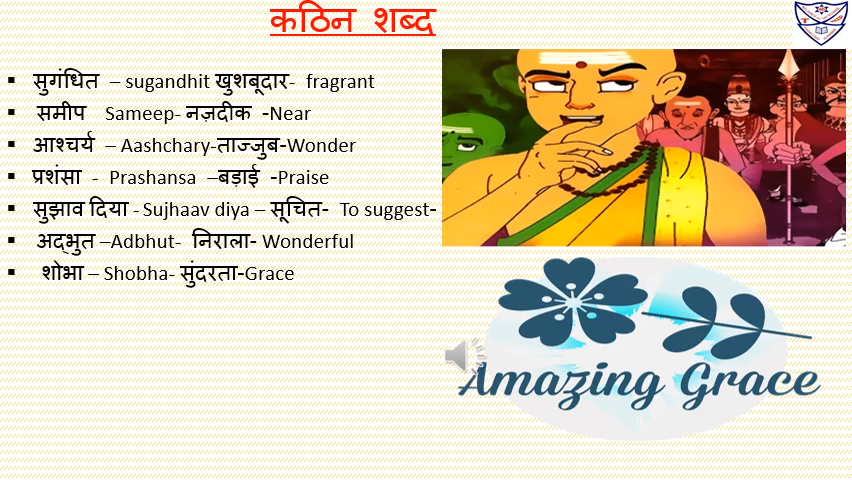 कठिन शब्द
▪ सुगंधित – sugandhit खुशबूदार- fragrant
▪ समीप Sameep- नज़दीक -Near
▪ आश्चर्य – Aashchary-ताज्जुब-Wonder
▪ प्रशंसा - Prashansa –बड़ाई -Praise
▪ सुझाव दिया - Sujhaav diya – सूचित- To suggest-
▪ अद्भुत –Adbhut- निराला- Wonderful
▪ शोभा – Shobha- सुंदरता-Grace
Amazing Grace